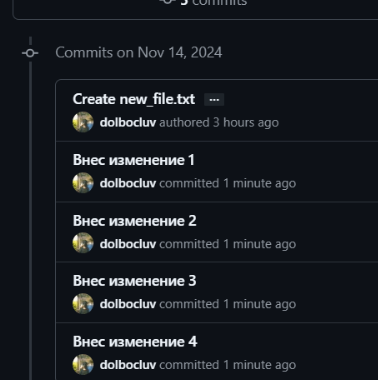 5 commits
Commits on Nov 14, 2024
Create new_file.txt ...
dolbocluv authored 3 hours ago
Внес изменение 1
dolbocluv committed 1 minute ago
Внес изменение 2
dolbocluv committed 1 minute ago
Внес изменение 3
dolbocluv committed 1 minute ago
Внес изменение 4
dolbocluv committed 1 minute ago